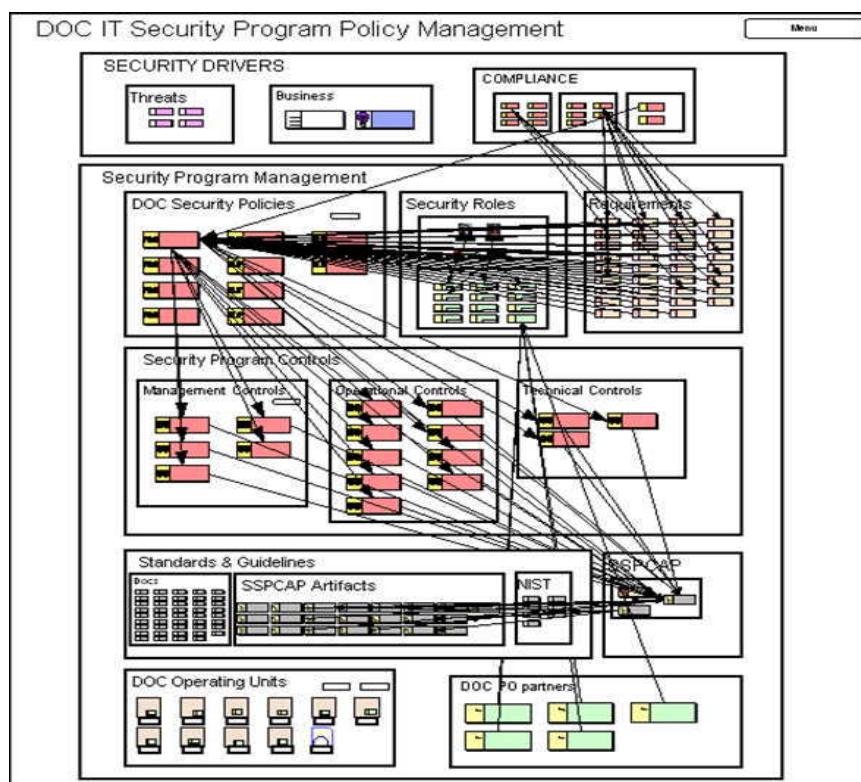 DOC IT Security Program Policy Management
Menu
SECURITY DRIVERS
Threats
Business
COMPLIANCE
Security Program Management
DOC Security Policies
Security Roles
Requirements
Security Program Controls
Management Controls
Operational Controls
Technical Controls
Standards & Guidelines
Docs
SSPCAP Artifacts
NIST
SSPCAP
DOC Operating Units
DOC PO partners